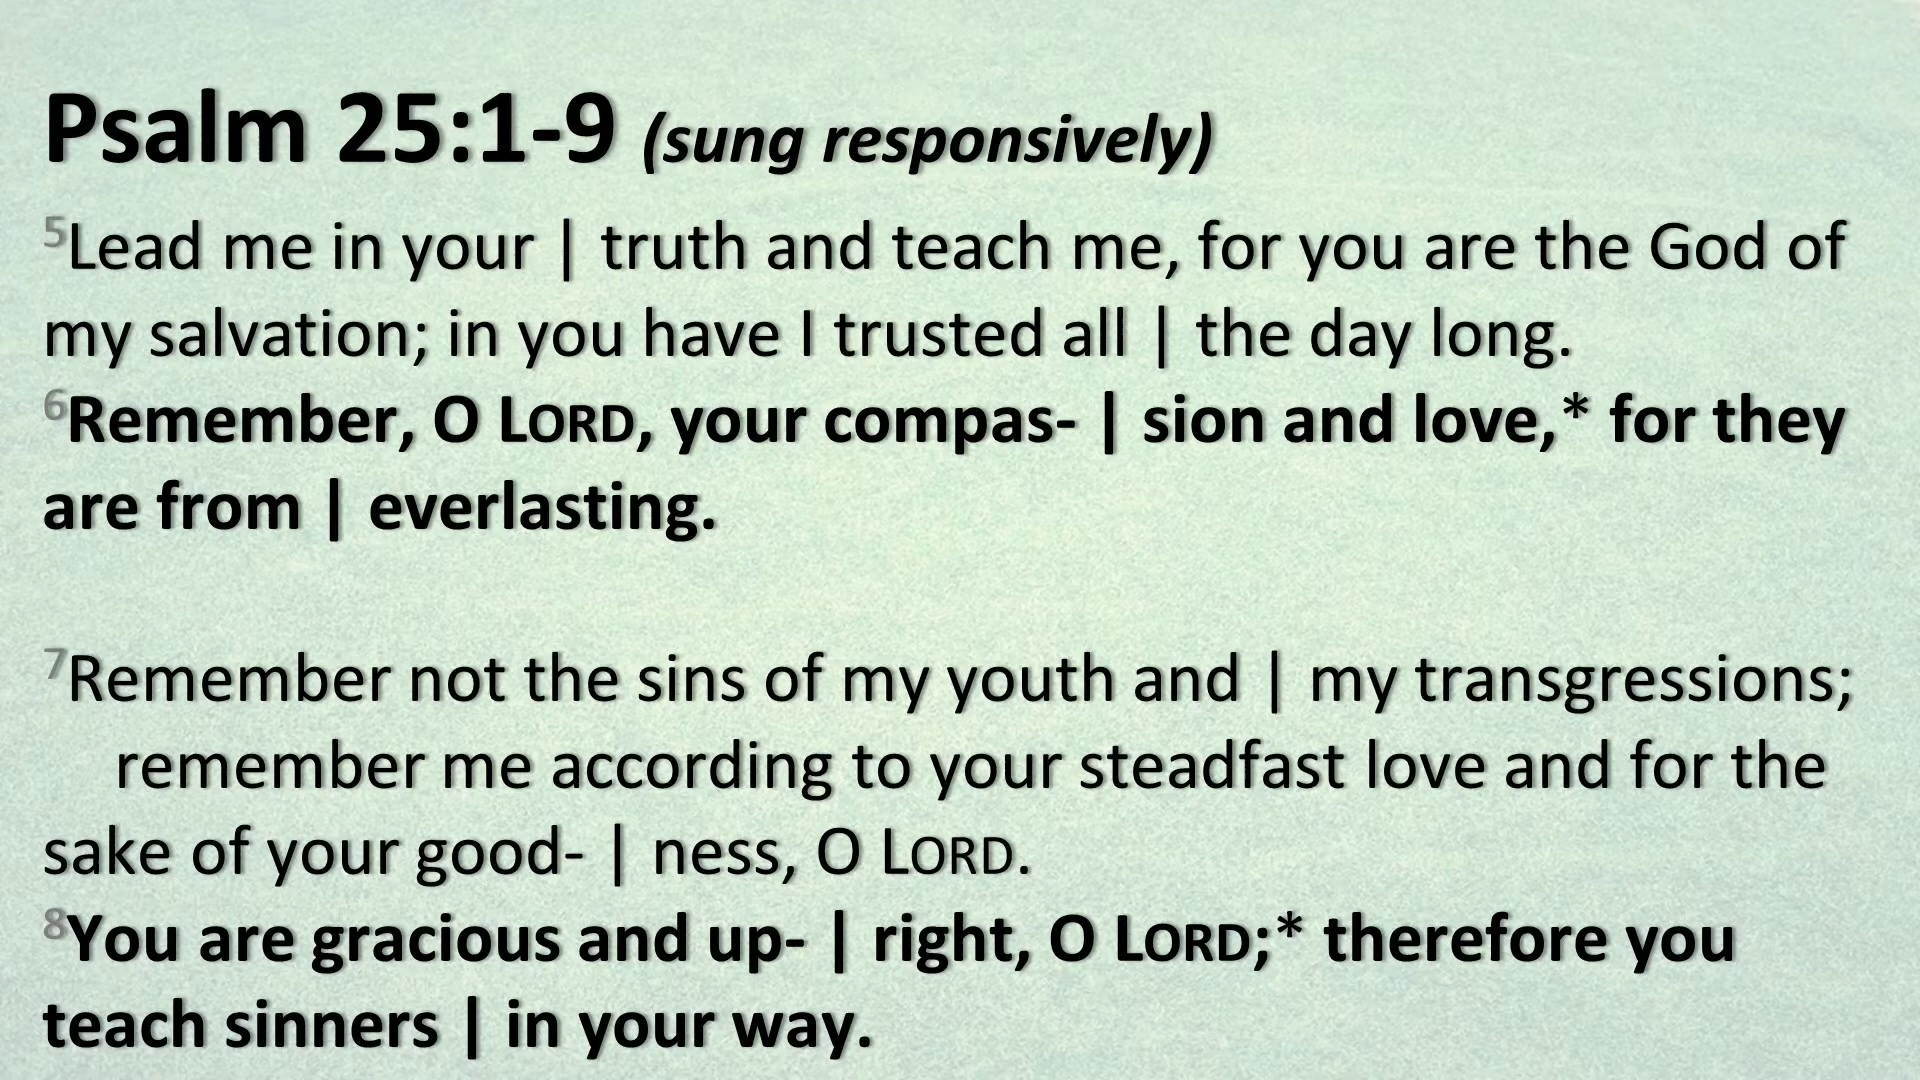 Psalm 25:1-9 (sung responsively)
⁵Lead me in your | truth and teach me, for you are the God of
my salvation; in you have I trusted all | the day long.
⁶Remember, O LORD, your compas- | sion and love,* for they
are from | everlasting.
⁷Remember not the sins of my youth and | my transgressions;
remember me according to your steadfast love and for the
sake of your good- | ness, O LORD.
⁸You are gracious and up- | right, O LORD;* therefore you
teach sinners | in your way.